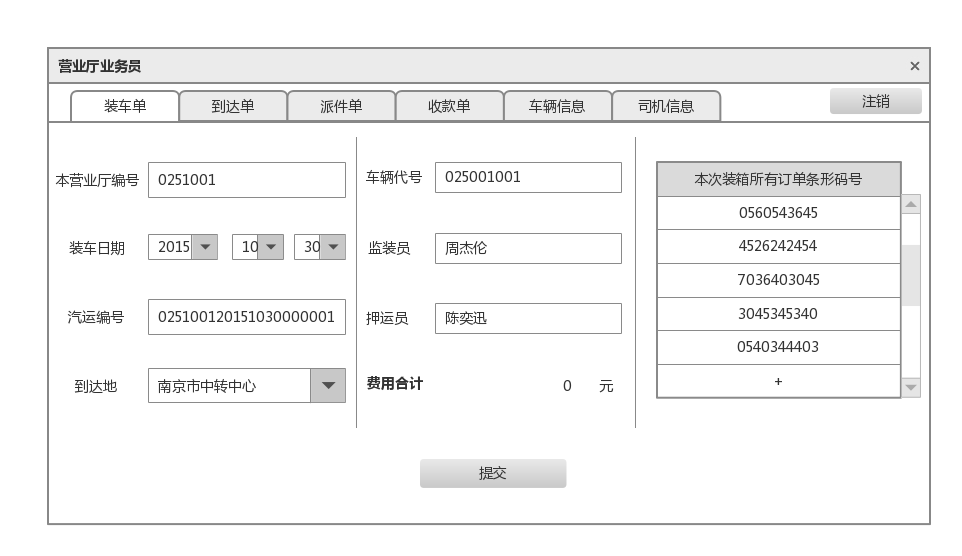 营业厅业务员 ×
装车单 到达单 派件单 收款单 车辆信息 司机信息 注销
本营业厅编号 0251001
装车日期 2015 10 30
汽运编号 025100120151030000001
到达地 南京市中转中心
车辆代号 025001001
监装员 周杰伦
押运员 陈奕迅
费用合计 0 元
本次装箱所有订单条形码号
0560543645
4526242454
7036403045
3045345340
0540344403
+
提交